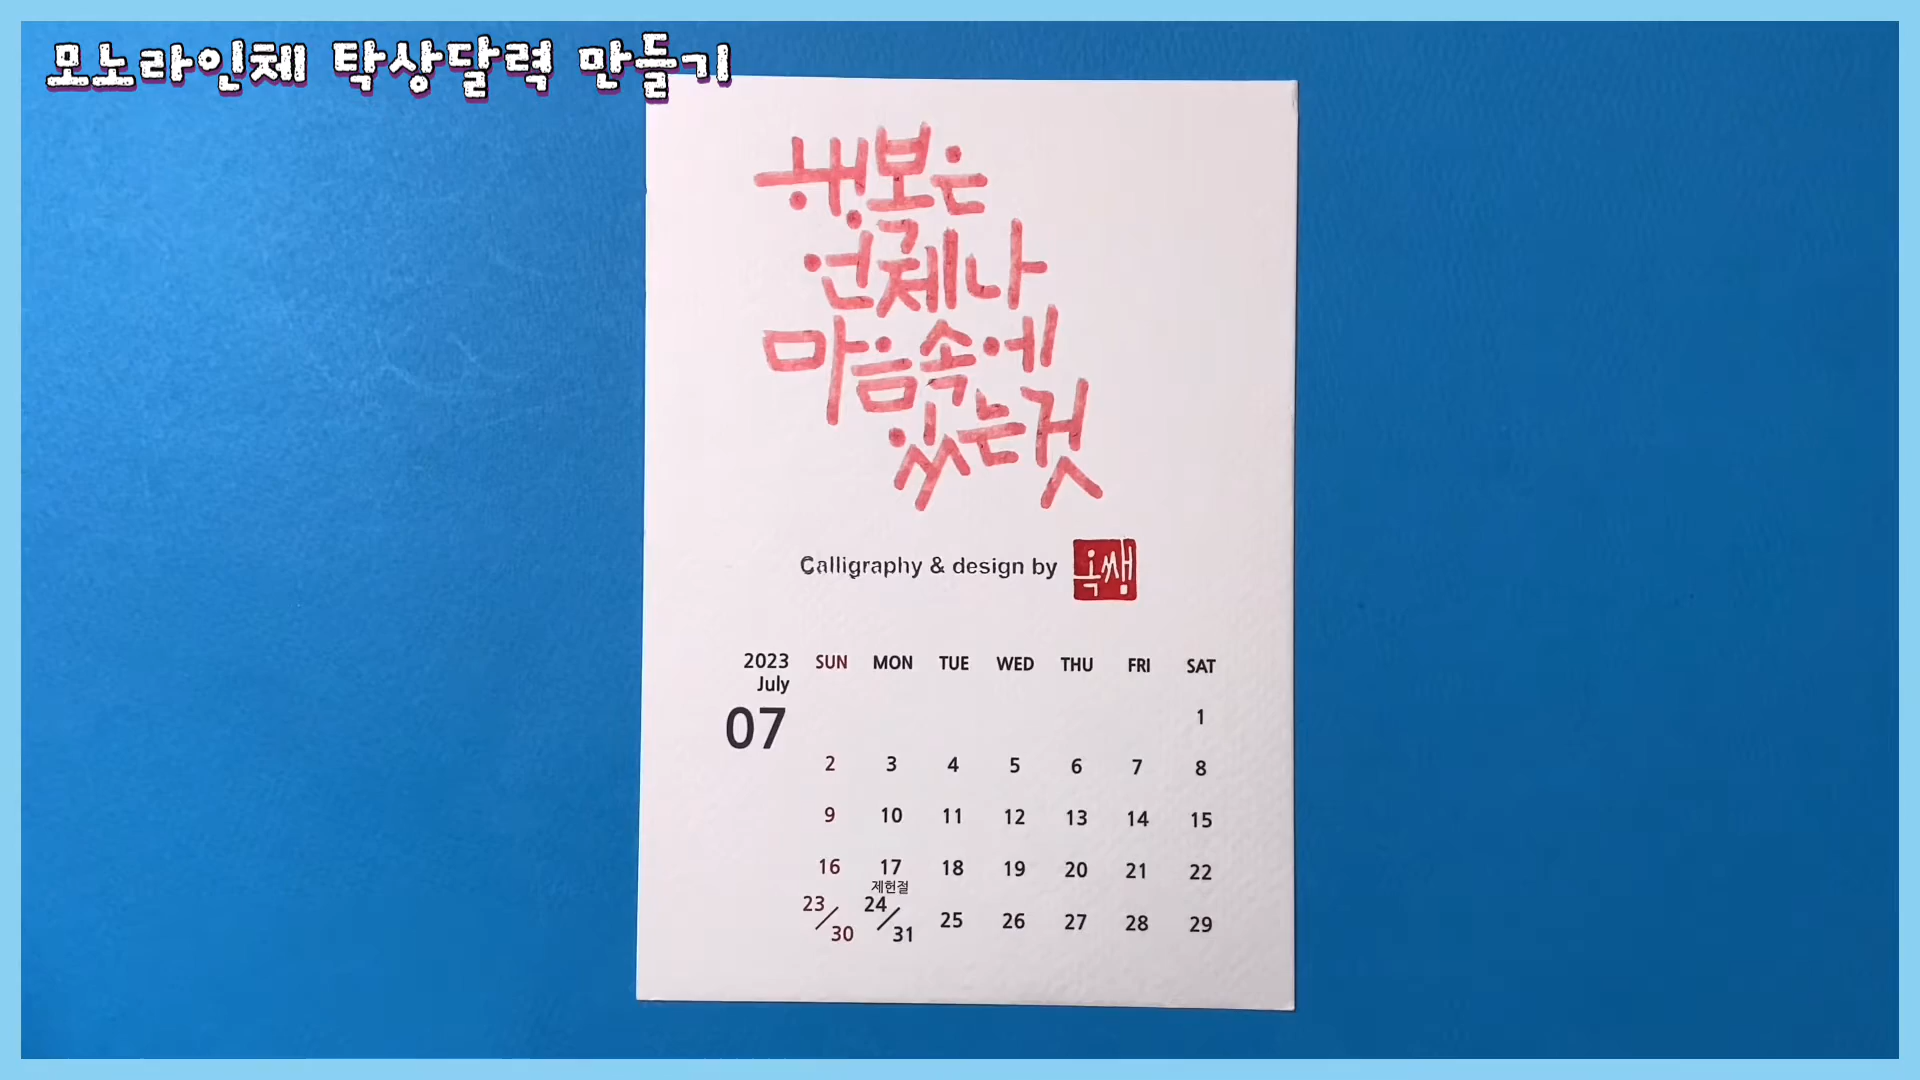 모노라인체 탁상달력 만들기
행복은
언제나
마음속에
있는것
Calligraphy & design by 옥쌤
2023 SUN MON TUE WED THU FRI SAT
July
07
1
2 3 4 5 6 7 8
9 10 11 12 13 14 15
16 17 18 19 20 21 22
제헌절
23/30 24/31 25 26 27 28 29